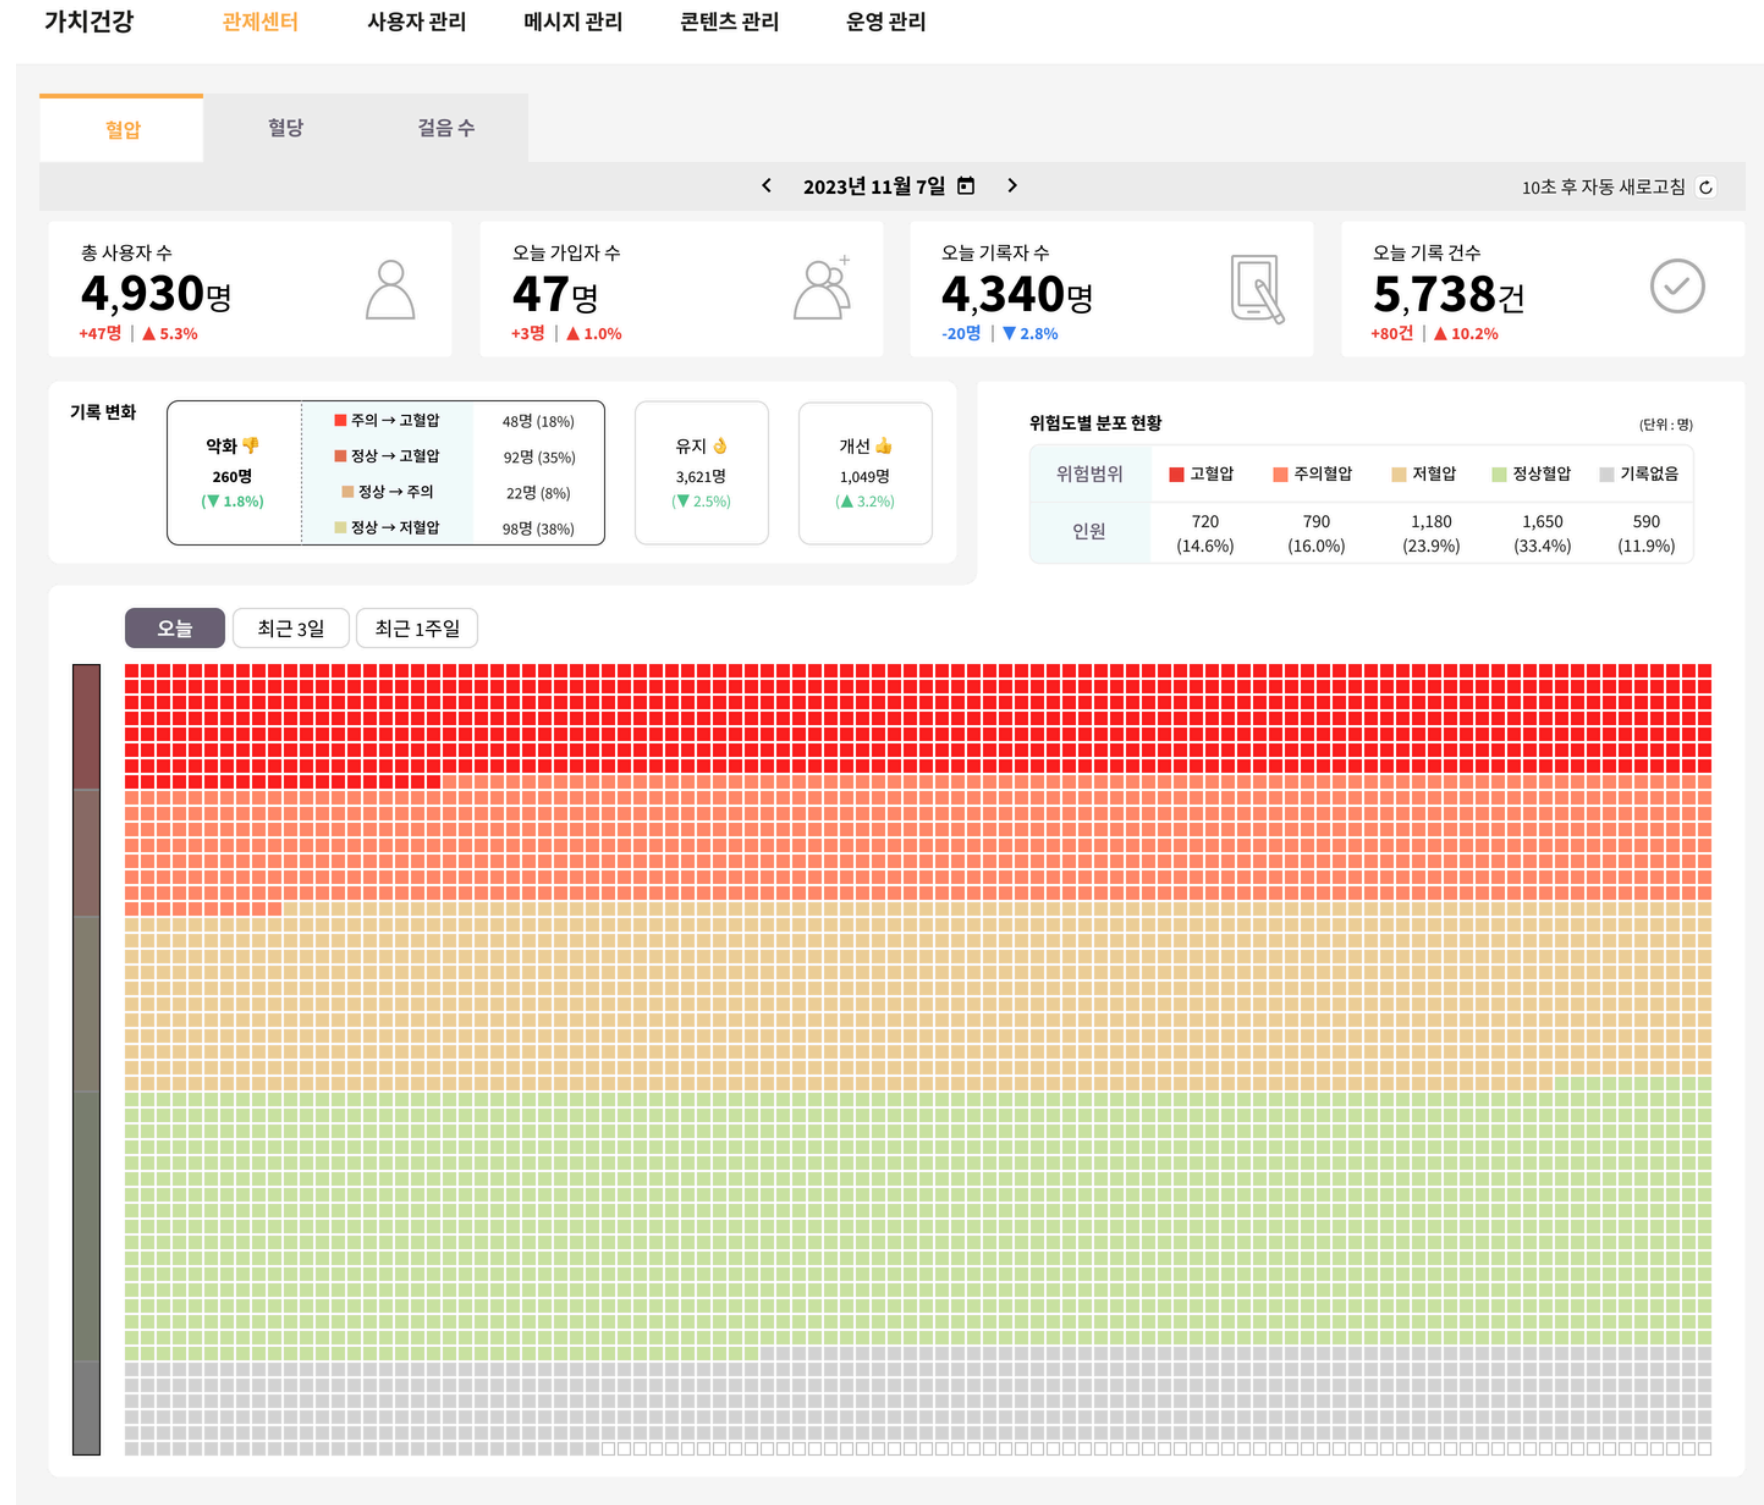 가치건강 관제센터 사용자 관리 메시지 관리 콘텐츠 관리 운영 관리
혈압 혈당 걸음 수
2023년 11월 7일
10초 후 자동 새로고침
총 사용자 수
4,930명
+47명 | ▲ 5.3%
오늘 가입자 수
47명
+3명 | ▲ 1.0%
오늘 기록자 수
4,340명
-20명 | ▼ 2.8%
오늘 기록 건수
5,738건
+80건 | ▲ 10.2%
기록 변화
악화 👎
260명
(▼ 1.8%)
주의 → 고혈압 48명 (18%)
정상 → 고혈압 92명 (35%)
정상 → 주의 22명 (8%)
정상 → 저혈압 98명 (38%)
유지 👌
3,621명
(▼ 2.5%)
개선 👍
1,049명
(▲ 3.2%)
위험도별 분포 현황
(단위 : 명)
위험범위 고혈압 주의혈압 저혈압 정상혈압 기록없음
인원
720 790 1,180 1,650 590
(14.6%) (16.0%) (23.9%) (33.4%) (11.9%)
오늘 최근 3일 최근 1주일